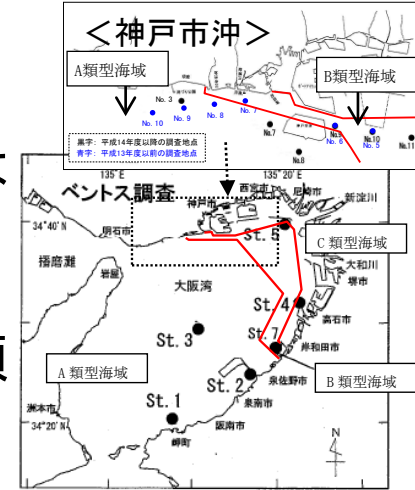 ＜神戸市沖＞
A類型海域
B類型海域
No. 3
No. 10
No. 9
No. 8
No. 7
No.7
No.8
No. 6
No. 5
No.11
黒字: 平成14年度以降の調査地点
青字: 平成13年度以前の調査地点
135°E
135°20′E
ベントス調査
神戸市
西宮市
尼崎市
新淀川
34°40′N
明石市
St. 5
C類型海域
播磨灘
岩屋
大阪湾
大和川
堺市
St. 4
高石市
St. 3
St. 7
岸和田市
A類型海域
St. 2
泉佐野市
B類型海域
泉南市
洲本市
St. 1
34°20′N
阪南市
岬町
N